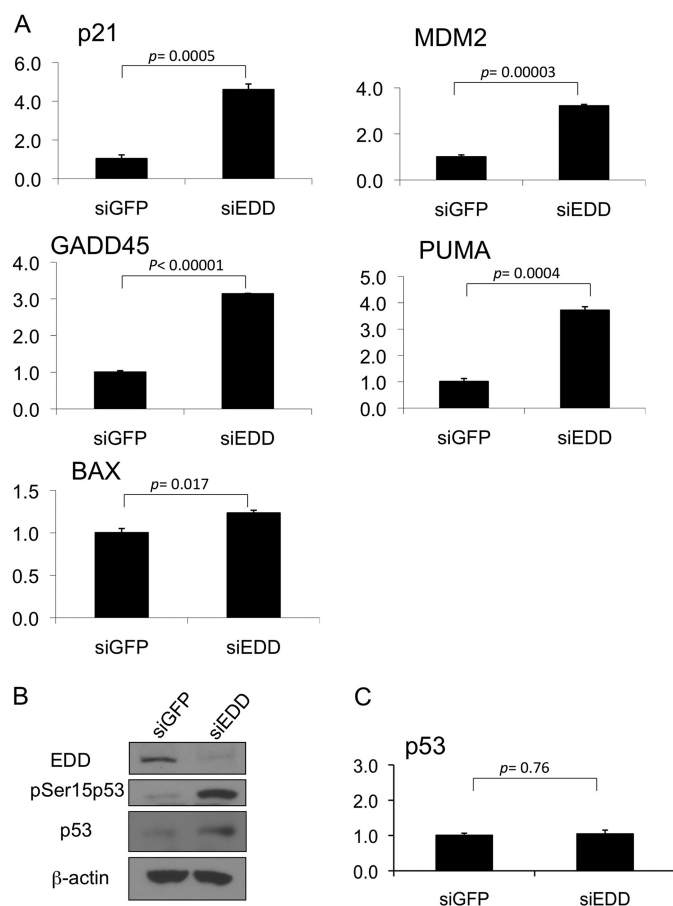 A
p21
p= 0.0005
6.0
4.0
2.0
0.0
siGFP siEDD
MDM2
p= 0.00003
4.0
2.0
0.0
siGFP siEDD
GADD45
P< 0.00001
4.0
3.0
2.0
1.0
0.0
siGFP siEDD
PUMA
p= 0.0004
5.0
4.0
3.0
2.0
1.0
0.0
siGFP siEDD
BAX
p= 0.017
1.5
1.0
0.5
0.0
siGFP siEDD
B
siGFP siEDD
EDD
pSer15p53
p53
β-actin
C
p53
p= 0.76
3.0
2.0
1.0
0.0
siGFP siEDD